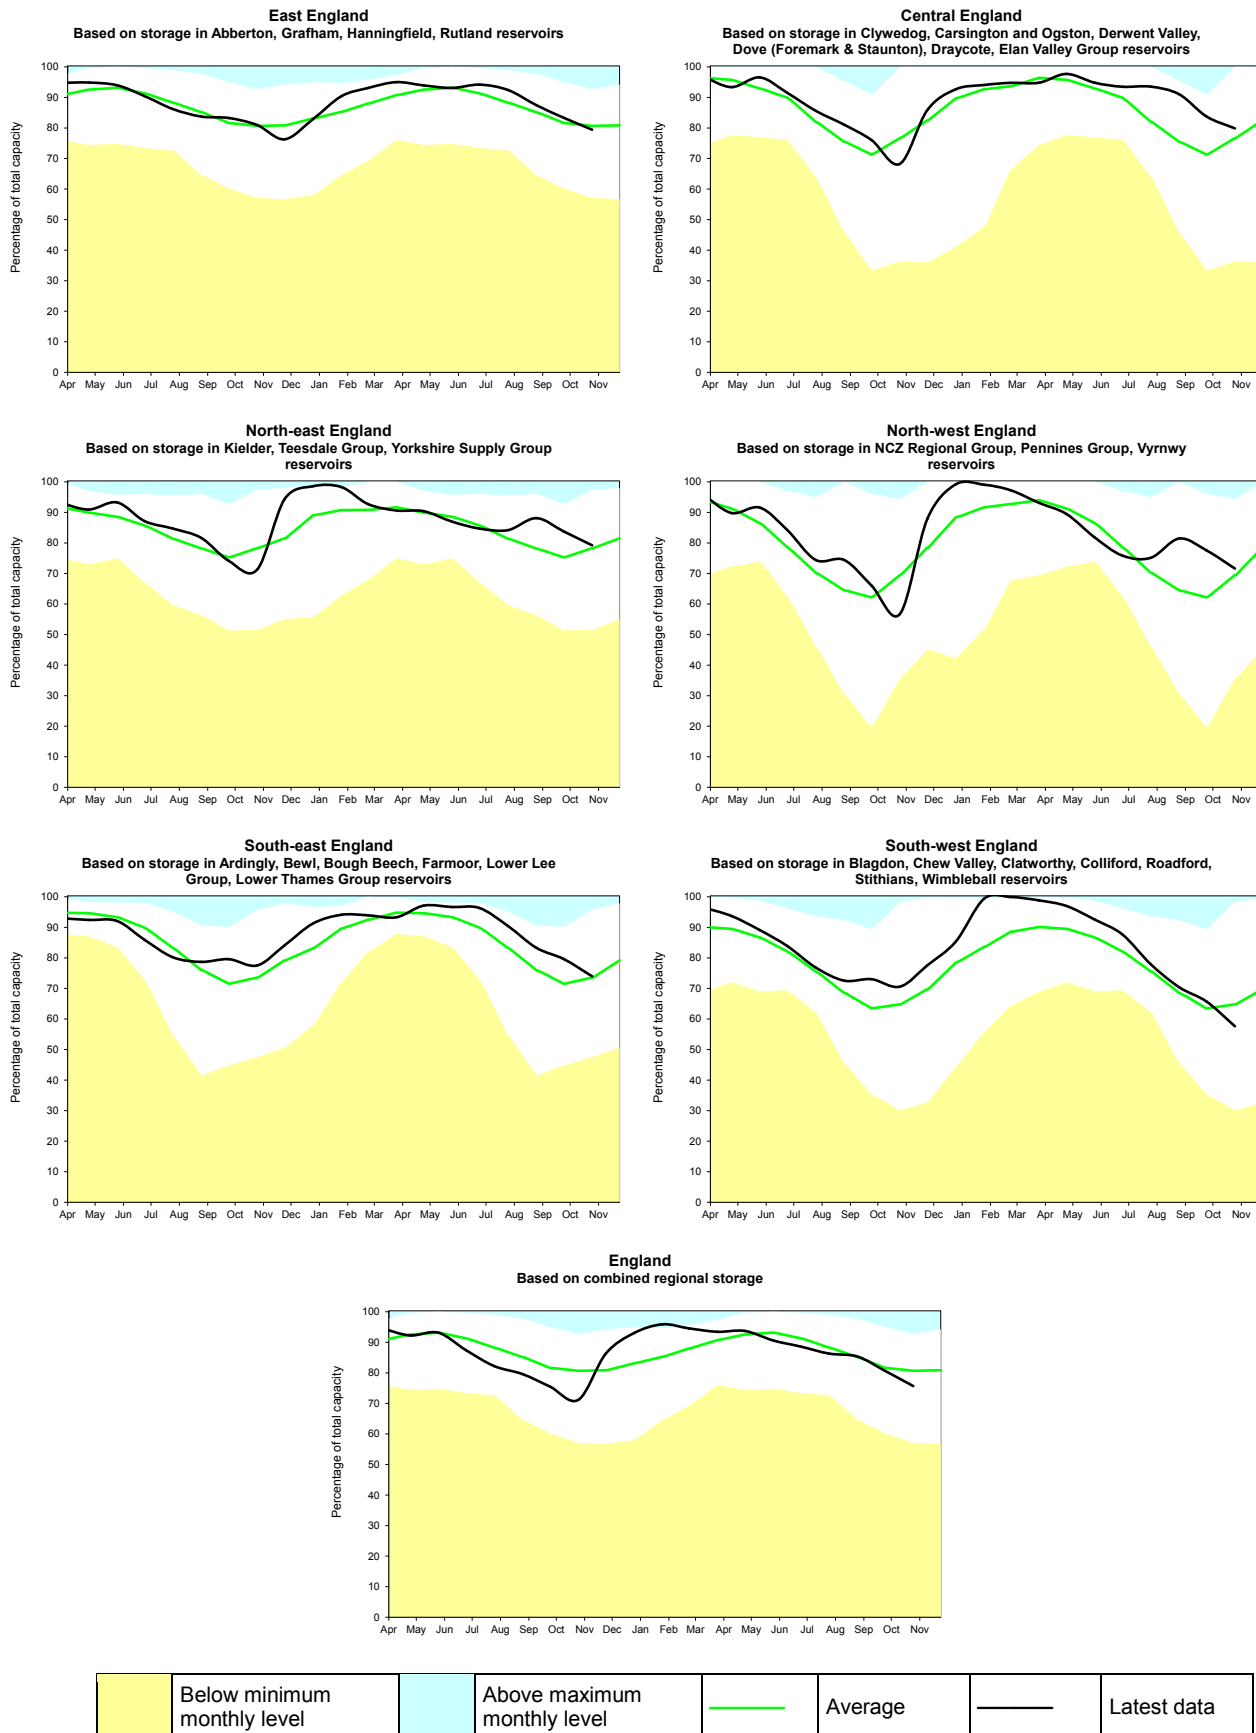 East England
Based on storage in Abberton, Grafham, Hanningfield, Rutland reservoirs
Percentage of total capacity
100
90
80
70
60
50
40
30
20
10
0
Apr May Jun Jul Aug Sep Oct Nov Dec Jan Feb Mar Apr May Jun Jul Aug Sep Oct Nov
Central England
Based on storage in Clywedog, Carsington and Ogston, Derwent Valley,
Dove (Foremark & Staunton), Draycote, Elan Valley Group reservoirs
Percentage of total capacity
100
90
80
70
60
50
40
30
20
10
0
Apr May Jun Jul Aug Sep Oct Nov Dec Jan Feb Mar Apr May Jun Jul Aug Sep Oct Nov
North-east England
Based on storage in Kielder, Teesdale Group, Yorkshire Supply Group
reservoirs
Percentage of total capacity
100
90
80
70
60
50
40
30
20
10
0
Apr May Jun Jul Aug Sep Oct Nov Dec Jan Feb Mar Apr May Jun Jul Aug Sep Oct Nov
North-west England
Based on storage in NCZ Regional Group, Pennines Group, Vyrnwy
reservoirs
Percentage of total capacity
100
90
80
70
60
50
40
30
20
10
0
Apr May Jun Jul Aug Sep Oct Nov Dec Jan Feb Mar Apr May Jun Jul Aug Sep Oct Nov
South-east England
Based on storage in Ardingly, Bewl, Bough Beech, Farmoor, Lower Lee
Group, Lower Thames Group reservoirs
Percentage of total capacity
100
90
80
70
60
50
40
30
20
10
0
Apr May Jun Jul Aug Sep Oct Nov Dec Jan Feb Mar Apr May Jun Jul Aug Sep Oct Nov
South-west England
Based on storage in Blagdon, Chew Valley, Clatworthy, Colliford, Roadford,
Stithians, Wimbleball reservoirs
Percentage of total capacity
100
90
80
70
60
50
40
30
20
10
0
Apr May Jun Jul Aug Sep Oct Nov Dec Jan Feb Mar Apr May Jun Jul Aug Sep Oct Nov
England
Based on combined regional storage
Percentage of total capacity
100
90
80
70
60
50
40
30
20
10
0
Apr May Jun Jul Aug Sep Oct Nov Dec Jan Feb Mar Apr May Jun Jul Aug Sep Oct Nov
Below minimum
monthly level
Above maximum
monthly level
Average
Latest data